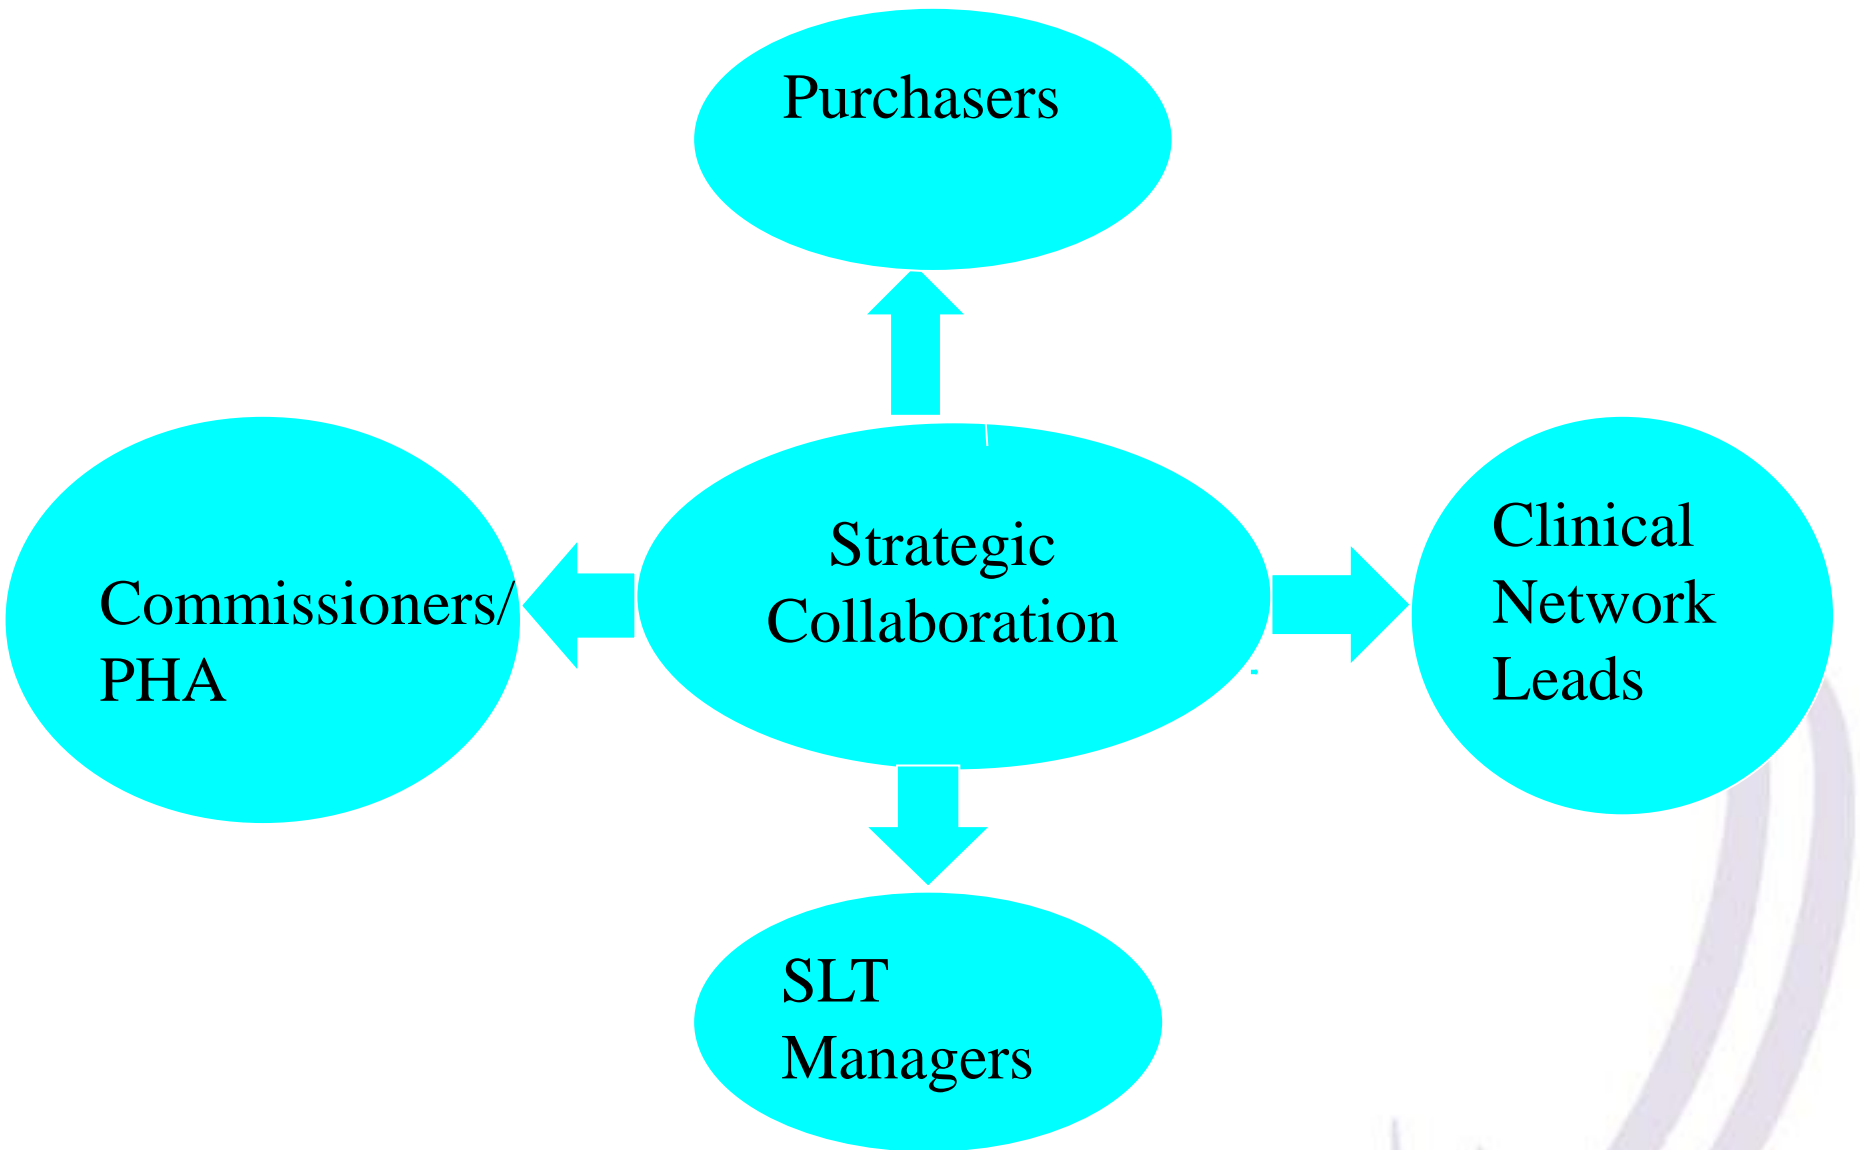 Purchasers
Strategic
Collaboration
Commissioners/
PHA
Clinical
Network
Leads
SLT
Managers